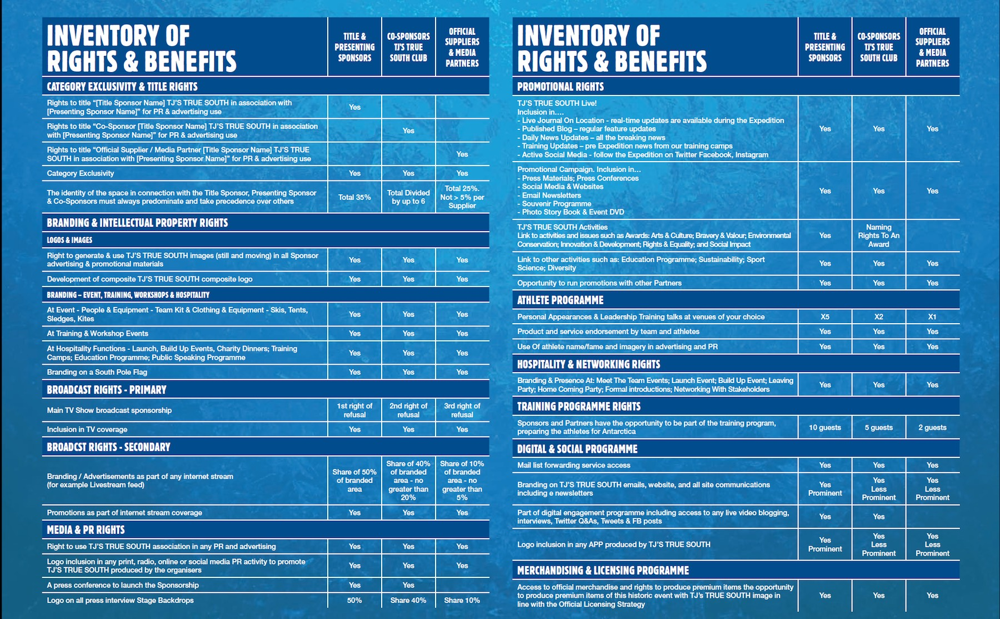 INVENTORY OF
RIGHTS & BENEFITS
TITLE &
PRESENTING
SPONSORS
CO-SPONSORS
TJ'S TRUE
SOUTH CLUB
OFFICIAL
SUPPLIERS
& MEDIA
PARTNERS
CATEGORY EXCLUSIVITY & TITLE RIGHTS
Rights to title “[Title Sponsor Name] TJ’S TRUE SOUTH in association with
[Presenting Sponsor Name]” for PR & advertising use
Yes
Rights to title “Co-Sponsor [Title Sponsor Name] TJ’S TRUE SOUTH in association
with [Presenting Sponsor Name]” for PR & advertising use
Yes
Rights to title “Official Supplier / Media Partner [Title Sponsor Name] TJ’S TRUE
SOUTH in association with [Presenting Sponsor Name]” for PR & advertising use
Yes
Category Exclusivity
Yes
Yes
Yes
The identity of the space in connection with the Title Sponsor, Presenting Sponsor
& Co-Sponsors must always predominate and take precedence over others
Total 35%
Total Divided
by up to 6
Total 25%.
Not > 5% per
Supplier
BRANDING & INTELLECTUAL PROPERTY RIGHTS
LOGOS & IMAGES
Right to generate & use TJ’S TRUE SOUTH images (still and moving) in all Sponsor
advertising & promotional materials
Yes
Yes
Yes
Development of composite TJ’S TRUE SOUTH composite logo
Yes
Yes
Yes
BRANDING – EVENT, TRAINING, WORKSHOPS & HOSPITALITY
At Event - People & Equipment - Team Kit & Clothing & Equipment - Skis, Tents,
Sledges, Kites
Yes
Yes
Yes
At Training & Workshop Events
Yes
Yes
Yes
At Hospitality Functions - Launch, Build Up Events, Charity Dinners; Training
Camps; Education Programme; Public Speaking Programme
Yes
Yes
Yes
Branding on a South Pole Flag
Yes
Yes
Yes
BROADCAST RIGHTS - PRIMARY
Main TV Show broadcast sponsorship
1st right of
refusal
2nd right of
refusal
3rd right of
refusal
Inclusion in TV coverage
Yes
Yes
Yes
BROADCST RIGHTS - SECONDARY
Branding / Advertisements as part of any internet stream
(for example Livestream feed)
Share of 50%
of branded
area
Share of 40%
of branded
area - no
greater than
20%
Share of 10%
of branded
area - no
greater than
5%
Promotions as part of internet stream coverage
Yes
Yes
Yes
MEDIA & PR RIGHTS
Right to use TJ’S TRUE SOUTH association in any PR and advertising
Yes
Yes
Yes
Logo inclusion in any print, radio, online or social media PR activity to promote
TJ’S TRUE SOUTH produced by the organisers
Yes
Yes
Yes
A press conference to launch the Sponsorship
Yes
Yes
Logo on all press interview Stage Backdrops
50%
Share 40%
Share 10%
INVENTORY OF
RIGHTS & BENEFITS
TITLE &
PRESENTING
SPONSORS
CO-SPONSORS
TJ'S TRUE
SOUTH CLUB
OFFICIAL
SUPPLIERS
& MEDIA
PARTNERS
PROMOTIONAL RIGHTS
TJ’S TRUE SOUTH Live!
Inclusion in….
- Live Journal On Location - real-time updates are available during the Expedition
- Published Blog – regular feature updates
- Daily News Updates – all the breaking news
- Training Updates – pre Expedition news from our training camps
- Active Social Media - follow the Expedition on Twitter Facebook, Instagram
Yes
Yes
Yes
Promotional Campaign. Inclusion in…
- Press Materials; Press Conferences
- Social Media & Websites
- Email Newsletters
- Souvenir Programme
- Photo Story Book & Event DVD
Yes
Yes
Yes
TJ’S TRUE SOUTH Activities
Link to activities and issues such as Awards: Arts & Culture; Bravery & Valour; Environmental
Conservation; Innovation & Development; Rights & Equality; and Social Impact
Yes
Naming
Rights To An
Award
Link to other activities such as: Education Programme; Sustainability; Sport
Science; Diversity
Yes
Yes
Yes
Opportunity to run promotions with other Partners
Yes
Yes
Yes
ATHLETE PROGRAMME
Personal Appearances & Leadership Training talks at venues of your choice
X5
X2
X1
Product and service endorsement by team and athletes
Yes
Yes
Yes
Use Of athlete name/fame and imagery in advertising and PR
Yes
Yes
Yes
HOSPITALITY & NETWORKING RIGHTS
Branding & Presence At: Meet The Team Events; Launch Event; Build Up Event; Leaving
Party; Home Coming Party; Formal introductions; Networking With Stakeholders
Yes
Yes
Yes
TRAINING PROGRAMME RIGHTS
Sponsors and Partners have the opportunity to be part of the training program,
preparing the athletes for Antarctica
10 guests
5 guests
2 guests
DIGITAL & SOCIAL PROGRAMME
Mail list forwarding service access
Yes
Yes
Yes
Branding on TJ’S TRUE SOUTH emails, website, and all site communications
including e newsletters
Yes
Prominent
Yes
Less
Prominent
Yes
Less
Prominent
Part of digital engagement programme including access to any live video blogging,
interviews, Twitter Q&As, Tweets & FB posts
Yes
Yes
Logo inclusion in any APP produced by TJ’S TRUE SOUTH
Yes
Prominent
Yes
Less
Prominent
Yes
Less
Prominent
MERCHANDISING & LICENSING PROGRAMME
Access to official merchandise and rights to produce premium items the opportunity
to produce premium items of this historic event with TJ’s TRUE SOUTH image in
line with the Official Licensing Strategy
Yes
Yes
Yes